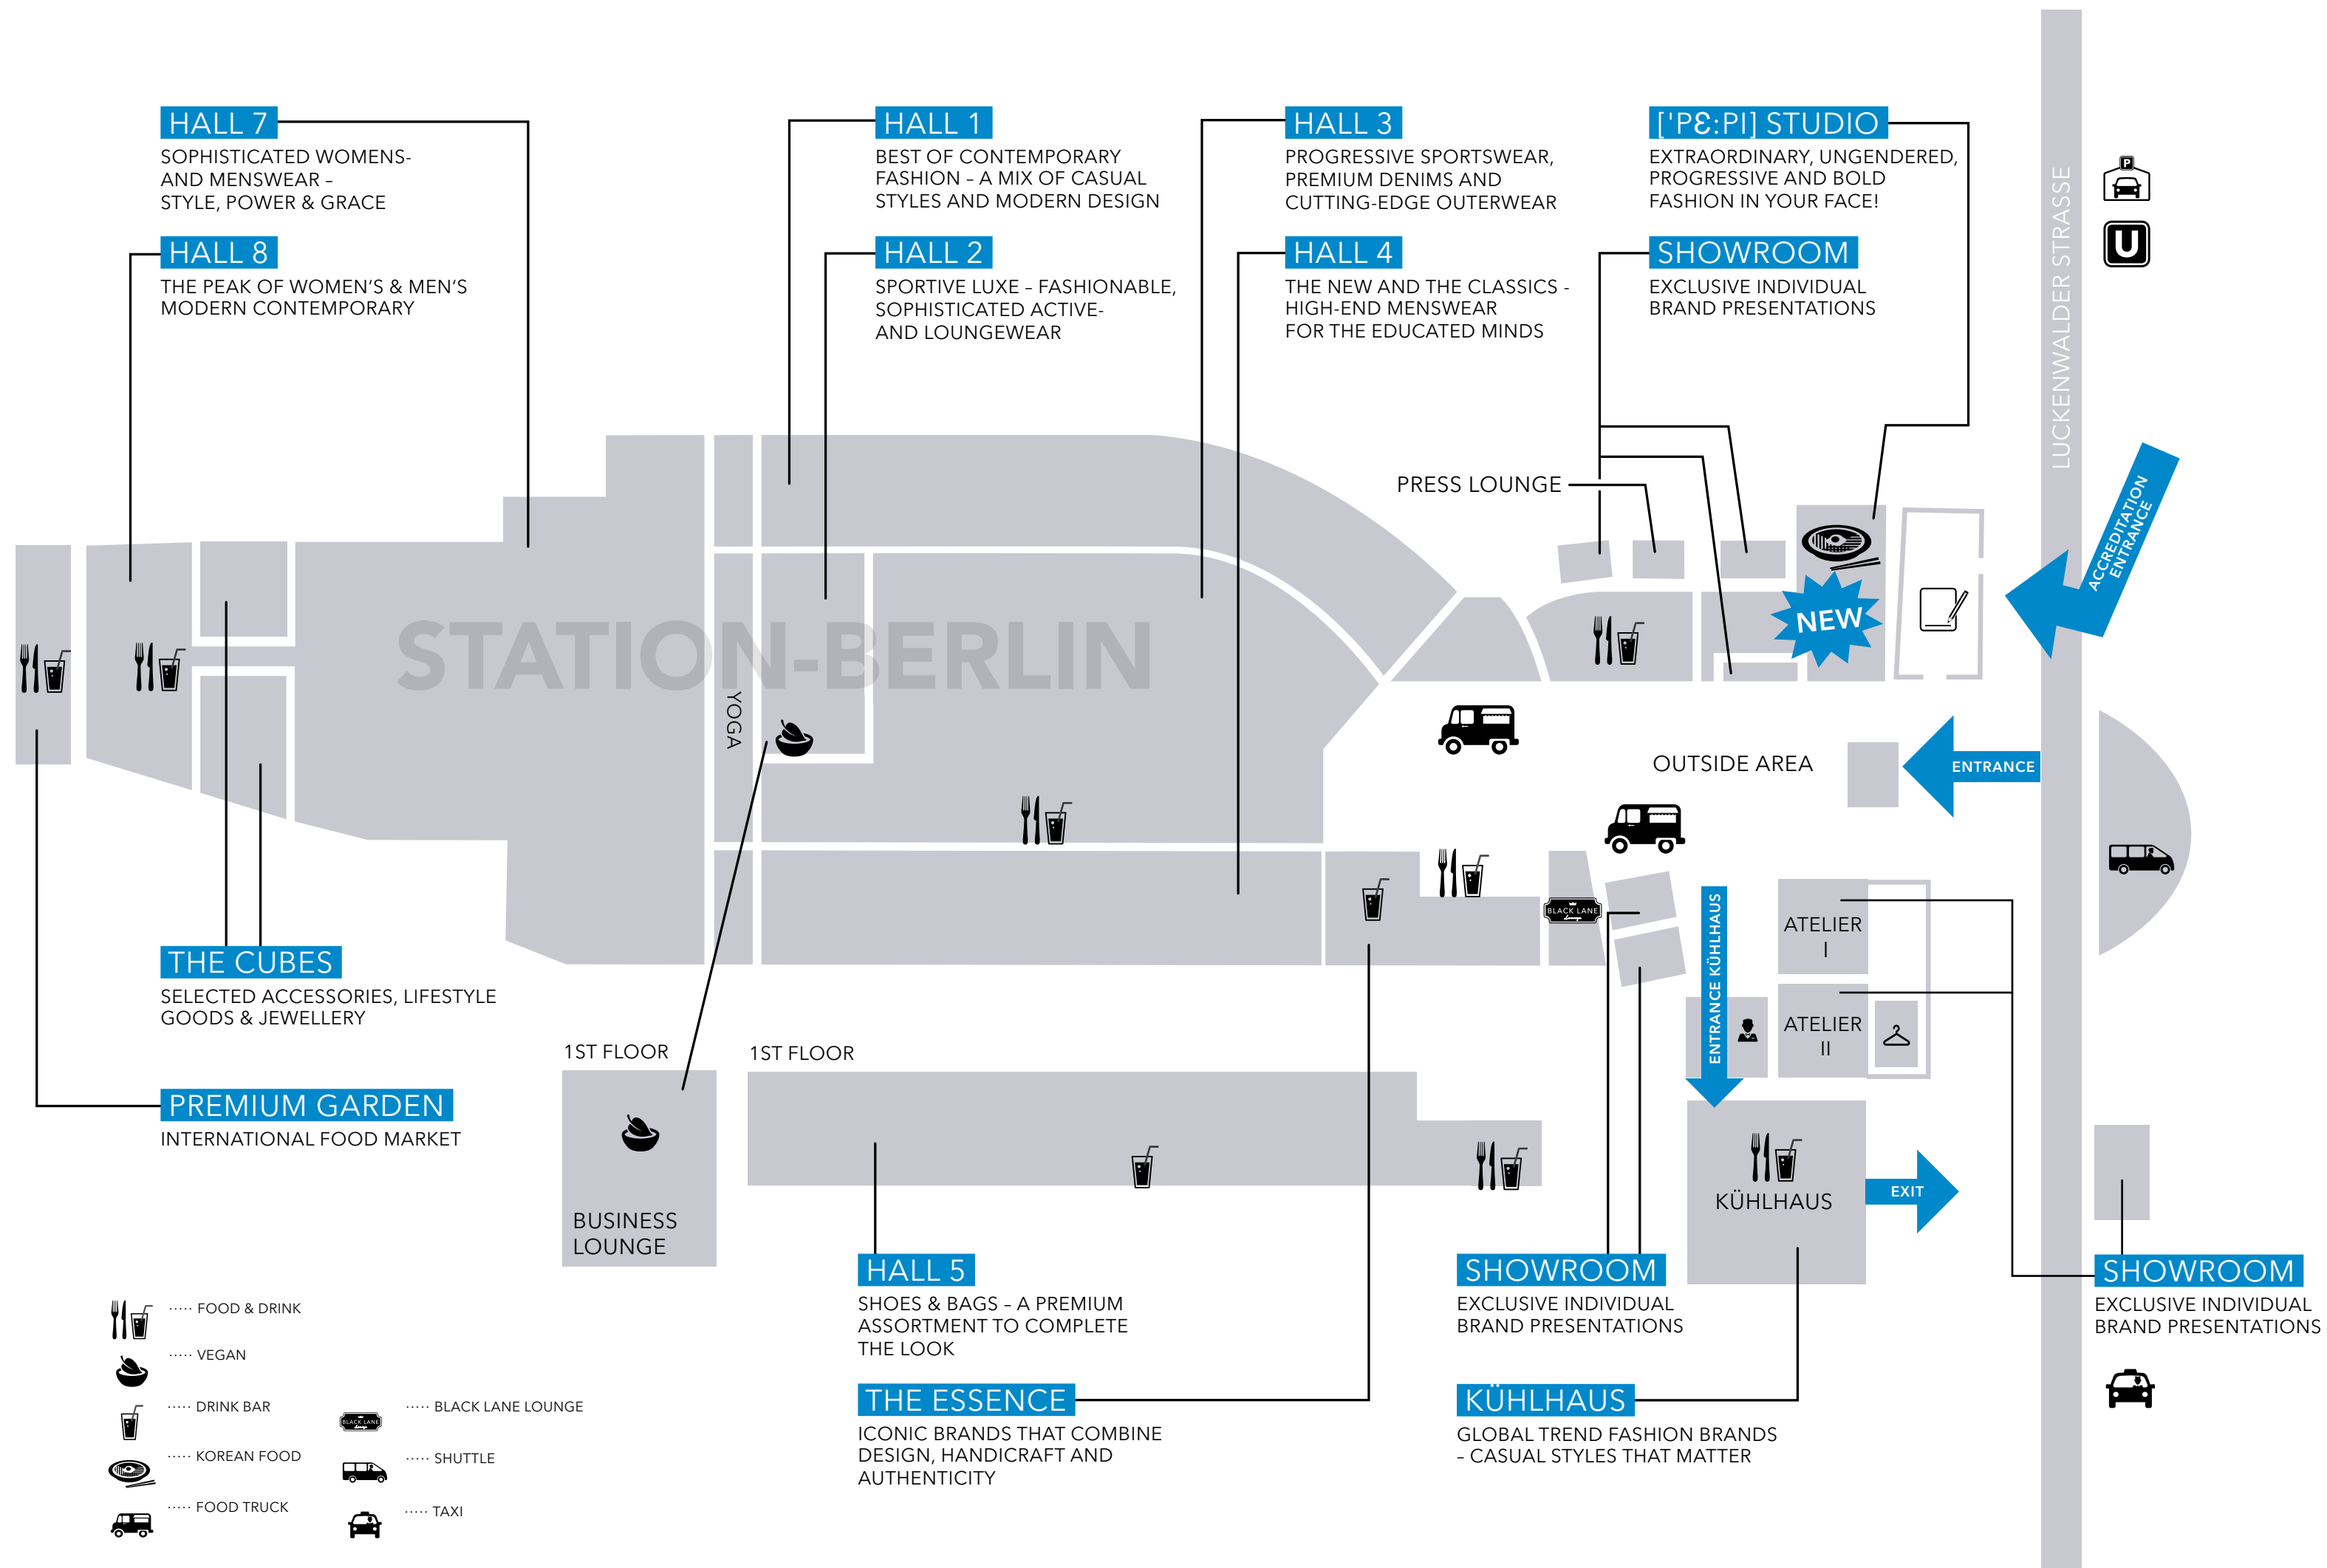 HALL 7
SOPHISTICATED WOMENS-
AND MENSWEAR –
STYLE, POWER & GRACE
HALL 8
THE PEAK OF WOMEN'S & MEN'S
MODERN CONTEMPORARY
HALL 1
BEST OF CONTEMPORARY
FASHION – A MIX OF CASUAL
STYLES AND MODERN DESIGN
HALL 2
SPORTIVE LUXE – FASHIONABLE,
SOPHISTICATED ACTIVE-
AND LOUNGEWEAR
HALL 3
PROGRESSIVE SPORTSWEAR,
PREMIUM DENIMS AND
CUTTING-EDGE OUTERWEAR
HALL 4
THE NEW AND THE CLASSICS -
HIGH-END MENSWEAR
FOR THE EDUCATED MINDS
['PƐ:PI] STUDIO
EXTRAORDINARY, UNGENDERED,
PROGRESSIVE AND BOLD
FASHION IN YOUR FACE!
SHOWROOM
EXCLUSIVE INDIVIDUAL
BRAND PRESENTATIONS
LUCKENWALDER STRASSE
P
U
PRESS LOUNGE
ACCREDITATION
ENTRANCE
NEW
STATION-BERLIN
YOGA
OUTSIDE AREA
ENTRANCE
BLACK LANE
Lounge
ENTRANCE KÜHLHAUS
ATELIER
I
ATELIER
II
THE CUBES
SELECTED ACCESSORIES, LIFESTYLE
GOODS & JEWELLERY
PREMIUM GARDEN
INTERNATIONAL FOOD MARKET
1ST FLOOR
BUSINESS
LOUNGE
1ST FLOOR
KÜHLHAUS
EXIT
HALL 5
SHOES & BAGS – A PREMIUM
ASSORTMENT TO COMPLETE
THE LOOK
THE ESSENCE
ICONIC BRANDS THAT COMBINE
DESIGN, HANDICRAFT AND
AUTHENTICITY
SHOWROOM
EXCLUSIVE INDIVIDUAL
BRAND PRESENTATIONS
KÜHLHAUS
GLOBAL TREND FASHION BRANDS
– CASUAL STYLES THAT MATTER
SHOWROOM
EXCLUSIVE INDIVIDUAL
BRAND PRESENTATIONS
..... FOOD & DRINK
..... VEGAN
..... DRINK BAR
..... KOREAN FOOD
..... FOOD TRUCK
BLACK LANE
Lounge
..... BLACK LANE LOUNGE
..... SHUTTLE
..... TAXI